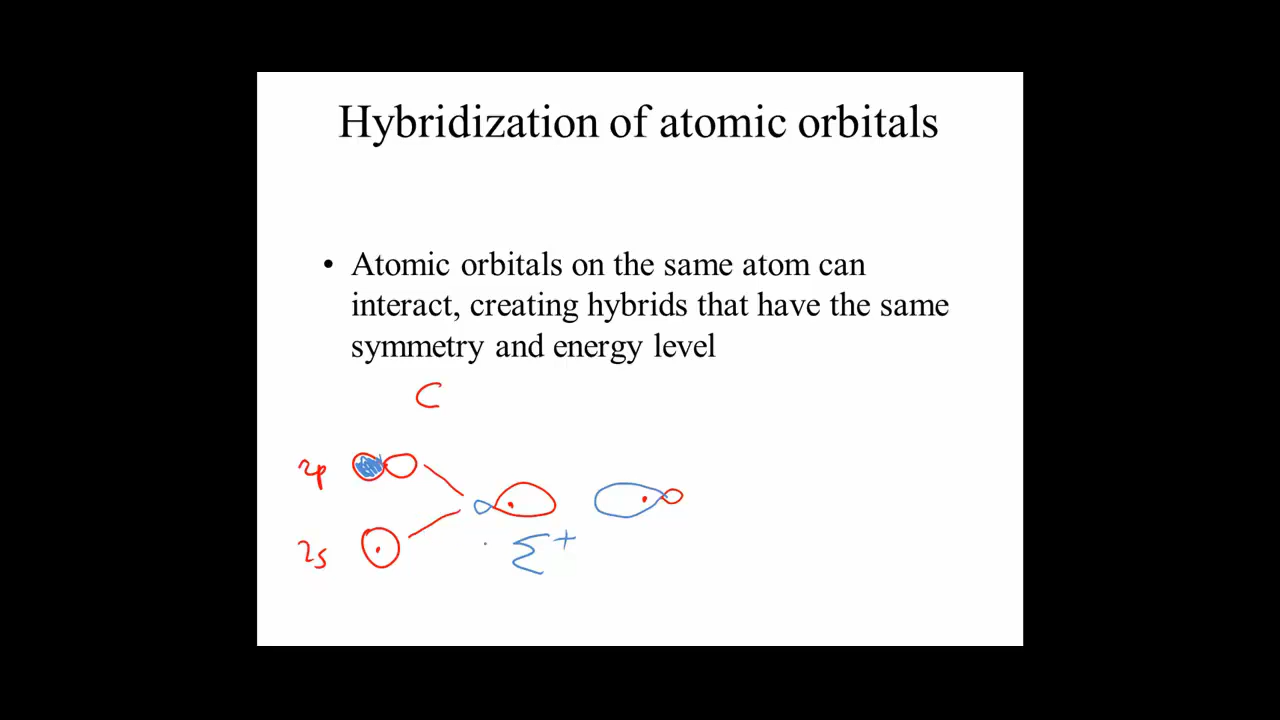 Hybridization of atomic orbitals
• Atomic orbitals on the same atom can
interact, creating hybrids that have the same
symmetry and energy level
C
2p
2s
Σ+